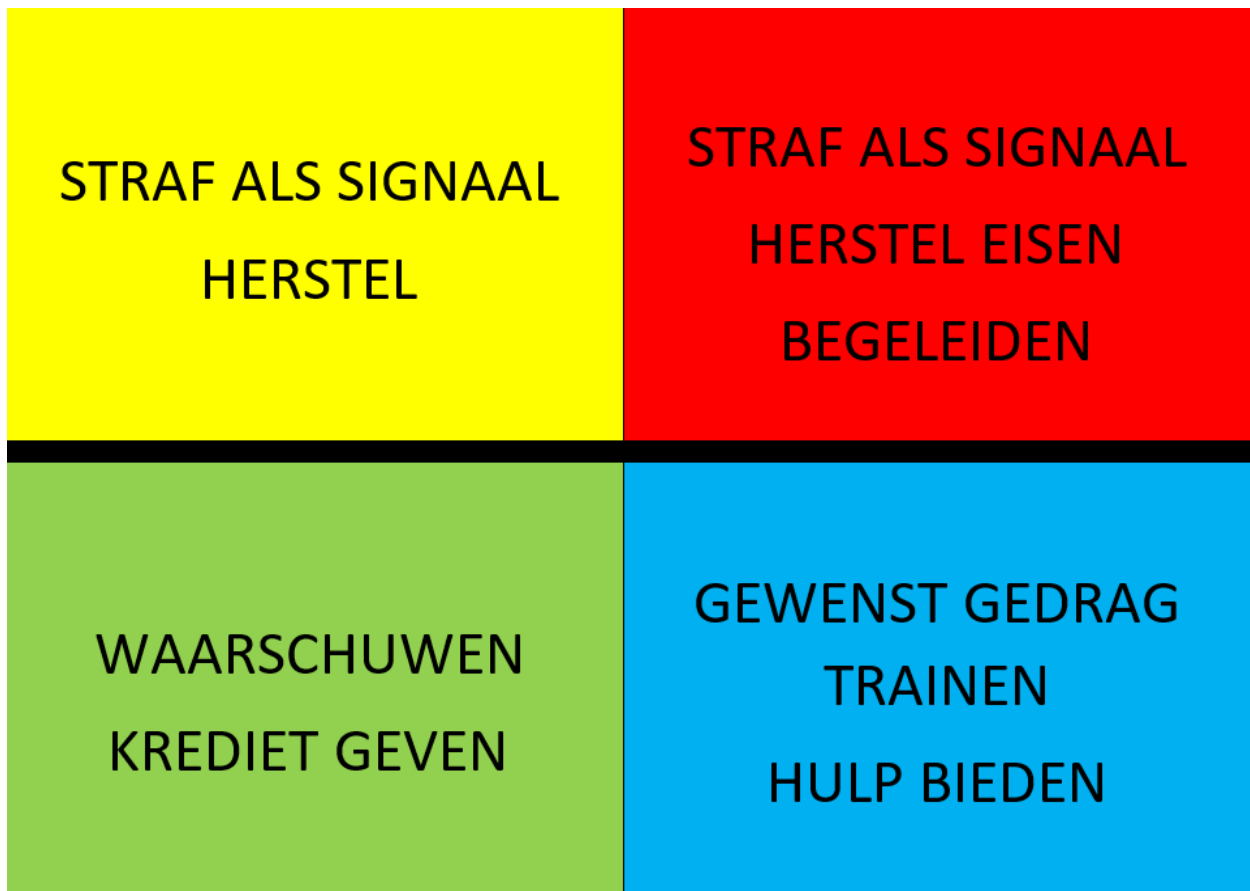 STRAF ALS SIGNAAL
HERSTEL
STRAF ALS SIGNAAL
HERSTEL EISEN
BEGELEIDEN
WAARSCHUWEN
KREDIET GEVEN
GEWENST GEDRAG
TRAINEN
HULP BIEDEN